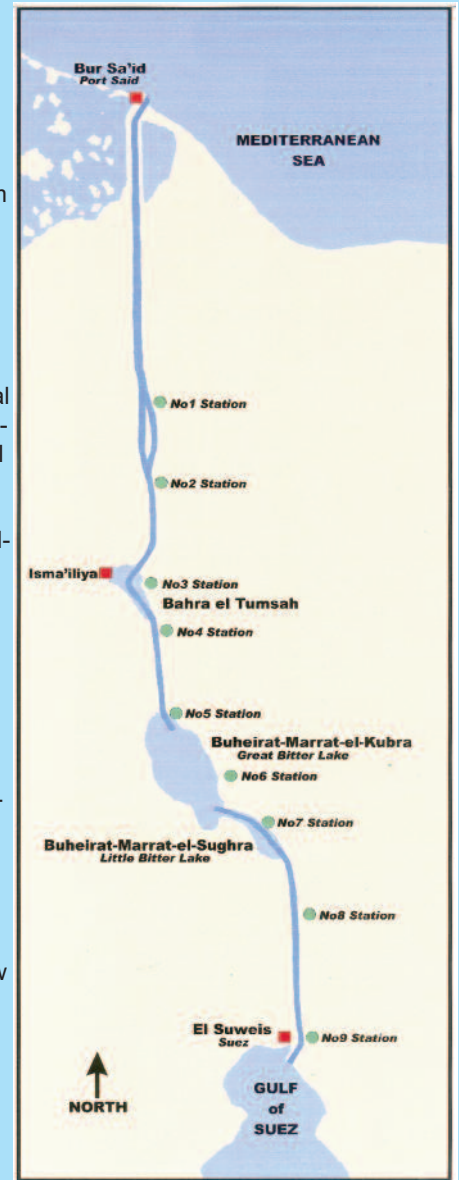 Bur Sa'id
Port Said
MEDITERRANEAN
SEA
No1 Station
No2 Station
Isma'iliya
No3 Station
Bahra el Tumsah
No4 Station
No5 Station
Buheirat-Marrat-el-Kubra
Great Bitter Lake
No6 Station
No7 Station
Buheirat-Marrat-el-Sughra
Little Bitter Lake
No8 Station
El Suweis
Suez
No9 Station
NORTH
GULF
of
SUEZ